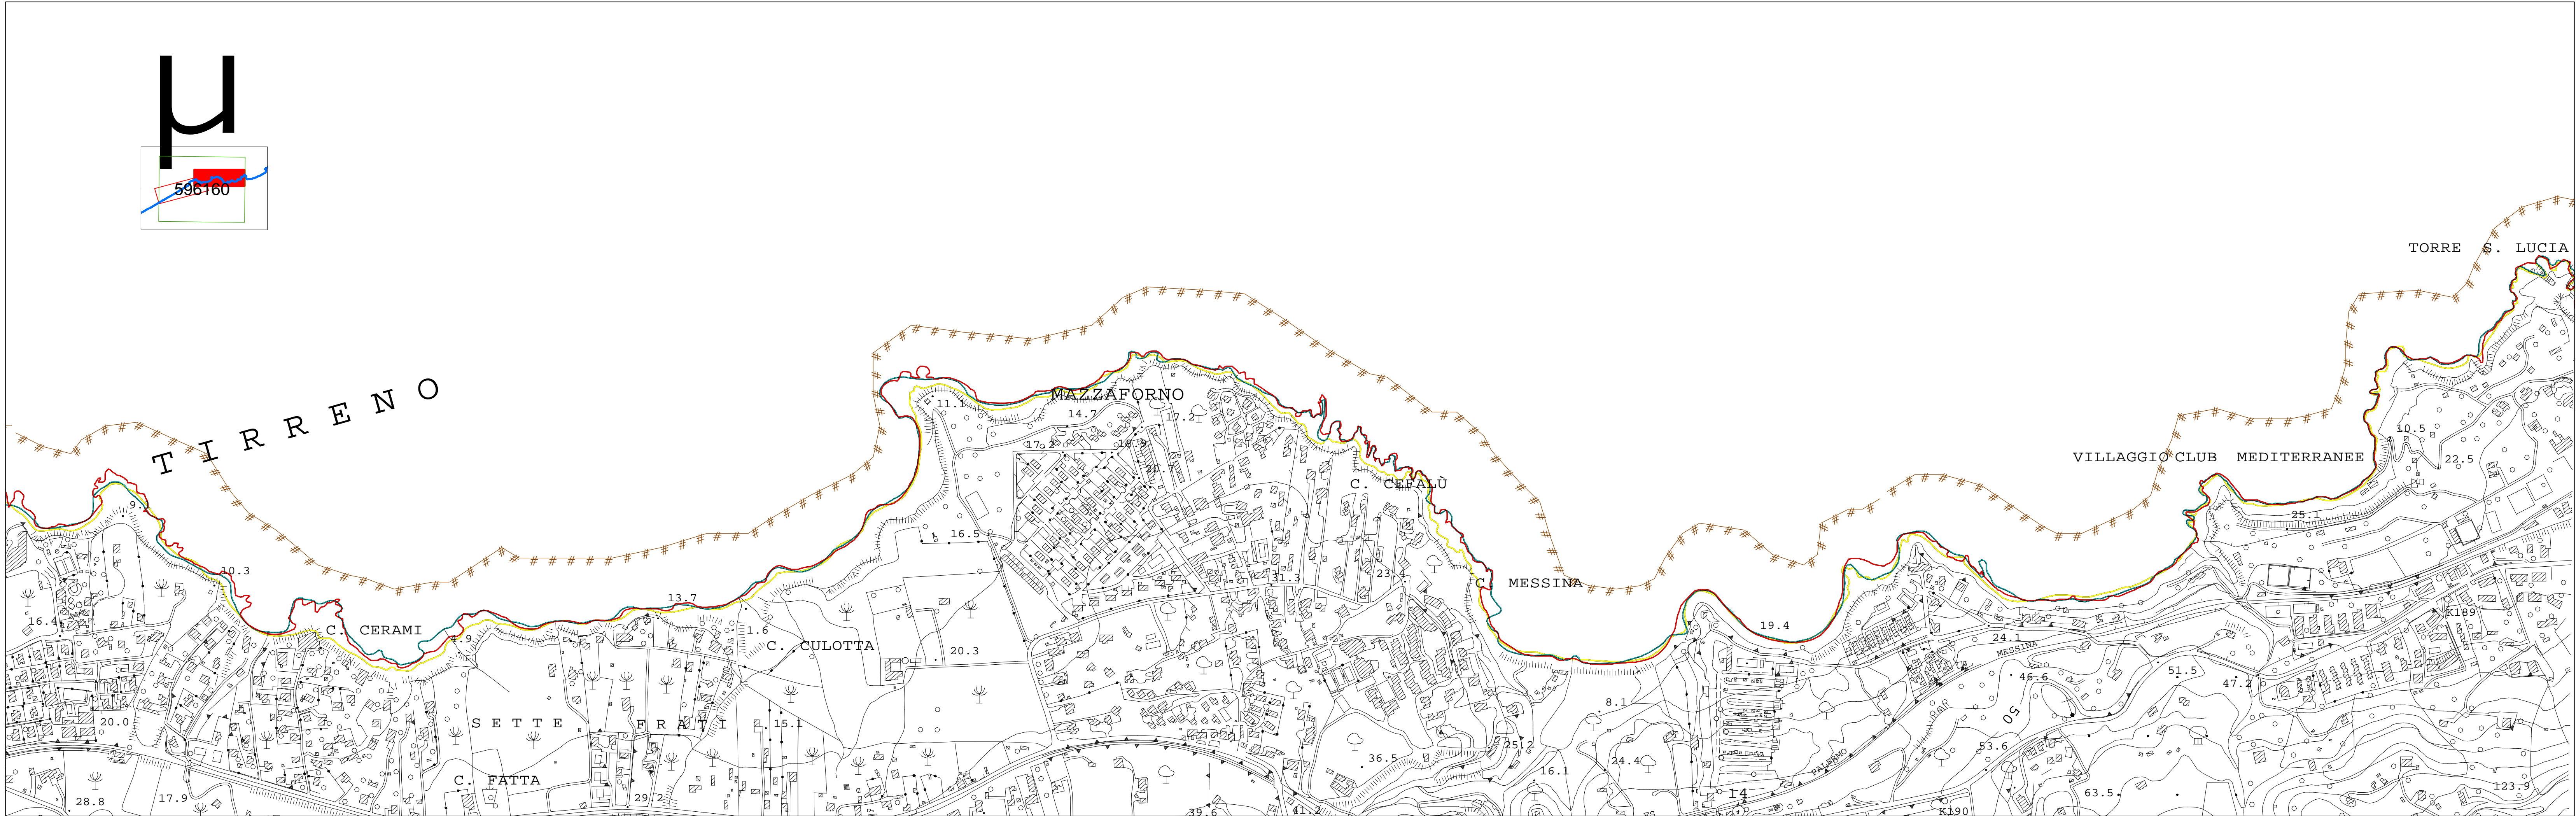 µ
596160
TORRE S. LUCIA
TIRRENO
MAZZAFORNO
11.1
14.7
17.2
17.2
18.9
20.7
10.5
22.5
VILLAGGIO CLUB MEDITERRANEE
C. CEFALÙ
9.1
25.1
16.5
10.3
31.3
23.4
C. MESSINA
13.7
16.4
C. CERAMI
4.9
1.6
C. CULOTTA
20.3
19.4
24.1
K189
MESSINA
46.6
51.5
47.2
20.0
SETTE FRATI
15.1
8.1
50
25.2
53.6
C. FATTA
36.5
16.1
24.4
PALERMO
28.8
17.9
29.2
14
63.5
123.9
39.6
41.2
K190